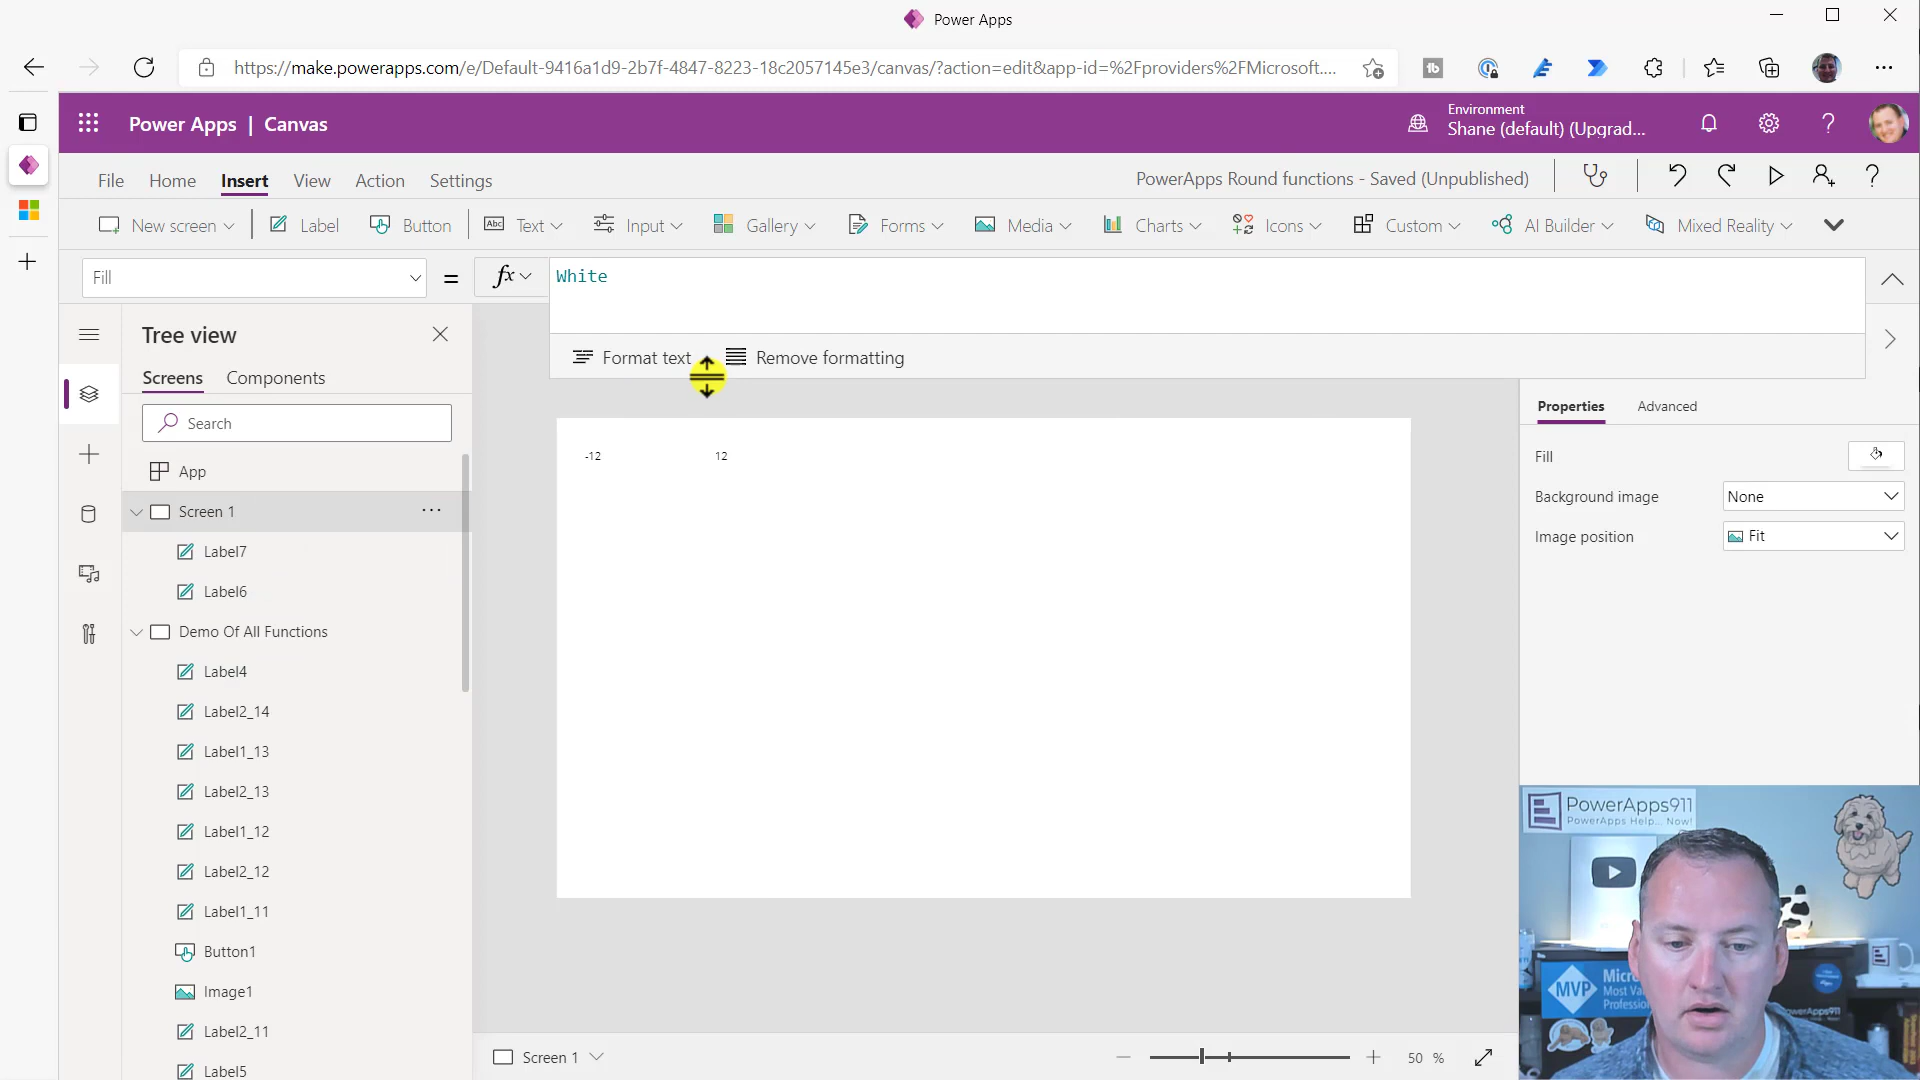 Power Apps
https://make.powerapps.com/e/Default-9416a1d9-2b7f-4847-8223-18c2057145e3/canvas/?action=edit&app-id=%2Fproviders%2FMicrosoft....
Power Apps | Canvas
Environment
Shane (default) (Upgrad...
File Home Insert View Action Settings
PowerApps Round functions - Saved (Unpublished)
New screen Label Button Text Input Gallery Forms Media Charts Icons Custom AI Builder Mixed Reality
Fill = fx White
Format text Remove formatting
Tree view
Screens Components
Search
App
Screen 1 ...
Label7
Label6
Demo Of All Functions
Label4
Label2_14
Label1_13
Label2_13
Label1_12
Label2_12
Label1_11
Button1
Image1
Label2_11
Label5
-12 12
Properties Advanced
Fill
Background image None
Image position Fit
PowerApps911
PowerApps Help... Now!
MVP
Most Va
Profession
Screen 1
50 %